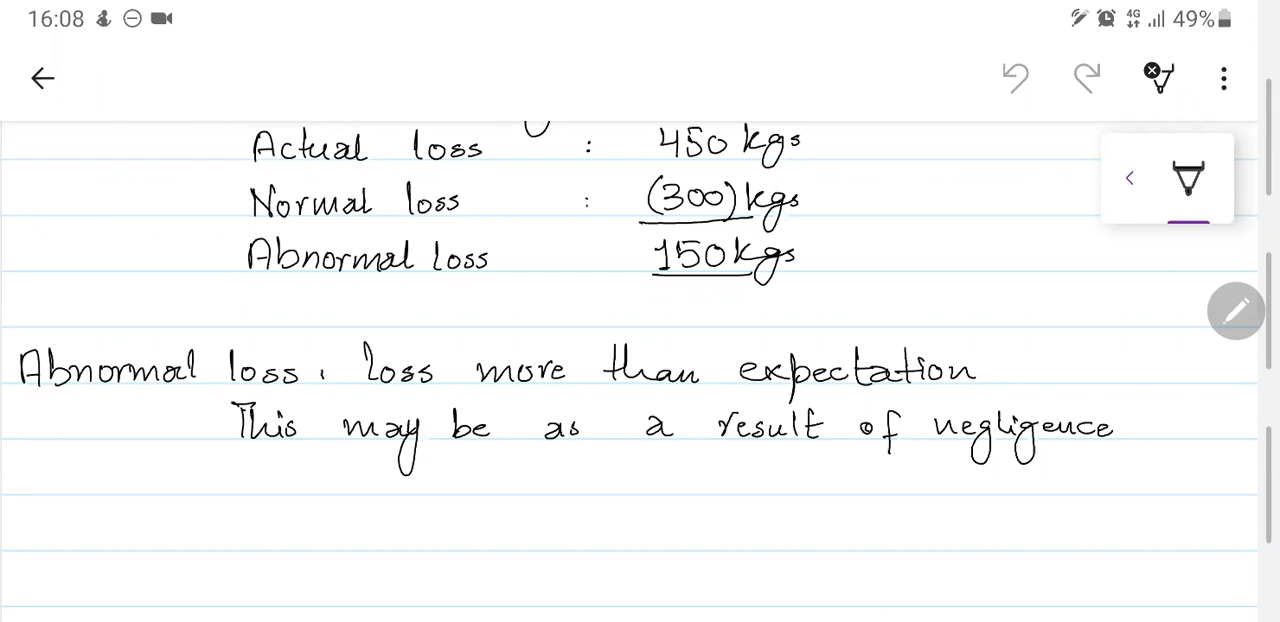 16:08 4G 49%
Actual loss : 450 kgs
Normal loss : (300) kgs
Abnormal Loss 150 kgs
Abnormal loss. Loss more than expectation
This may be as a result of negligence